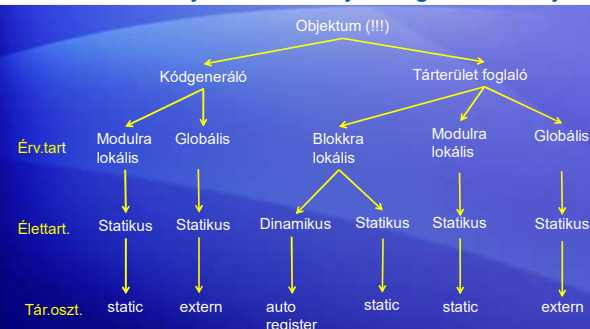 Objektum (!!!)
Kódgeneráló
Tárterület foglaló
Érv.tart
Modulra
lokális
Globális
Blokkra
lokális
Modulra
lokális
Globális
Élettart.
Statikus
Statikus
Dinamikus
Statikus
Statikus
Statikus
Tár.oszt.
static
extern
auto
register
static
static
extern